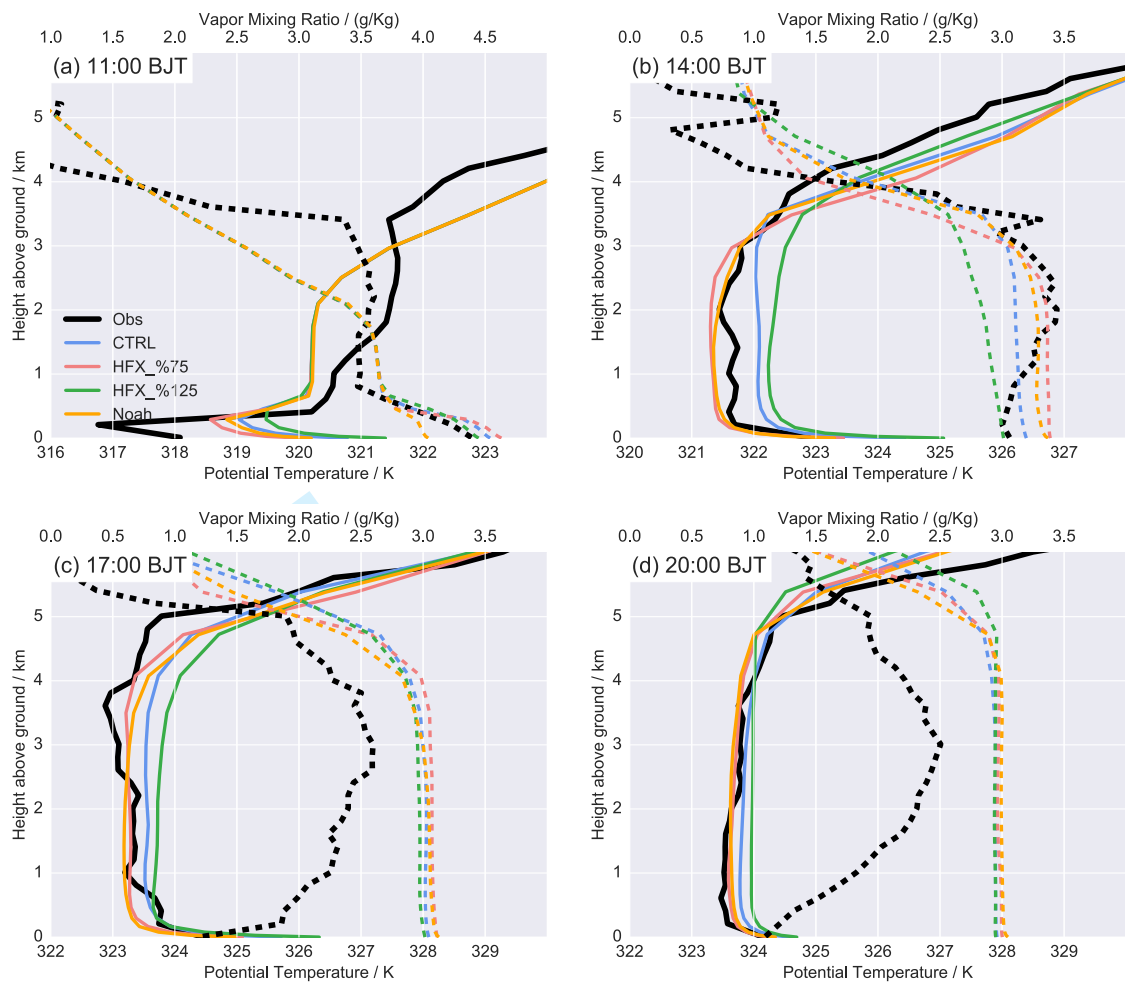 Vapor Mixing Ratio / (g/Kg)
1.0 1.5 2.0 2.5 3.0 3.5 4.0 4.5
(a) 11:00 BJT
Height above ground / km
5
4
3
2
1
0
Obs
CTRL
HFX_%75
HFX_%125
Noah
316 317 318 319 320 321 322 323
Potential Temperature / K
Vapor Mixing Ratio / (g/Kg)
0.0 0.5 1.0 1.5 2.0 2.5 3.0 3.5
(b) 14:00 BJT
Height above ground / km
5
4
3
2
1
0
320 321 322 323 324 325 326 327
Potential Temperature / K
Vapor Mixing Ratio / (g/Kg)
0.0 0.5 1.0 1.5 2.0 2.5 3.0 3.5
(c) 17:00 BJT
Height above ground / km
5
4
3
2
1
0
322 323 324 325 326 327 328 329
Potential Temperature / K
Vapor Mixing Ratio / (g/Kg)
0.0 0.5 1.0 1.5 2.0 2.5 3.0 3.5
(d) 20:00 BJT
Height above ground / km
5
4
3
2
1
0
322 323 324 325 326 327 328 329
Potential Temperature / K